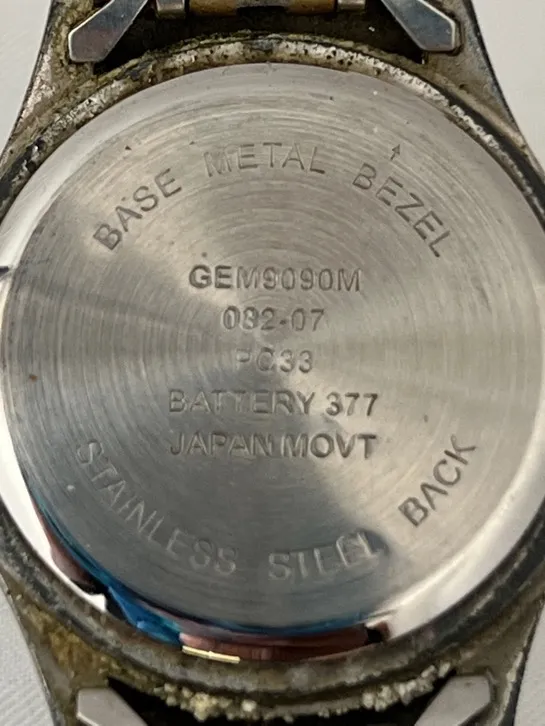 BASE METAL BEZEL
GEM9090M
082-07
PC33
BATTERY 377
JAPAN MOVT
STAINLESS STEEL BACK